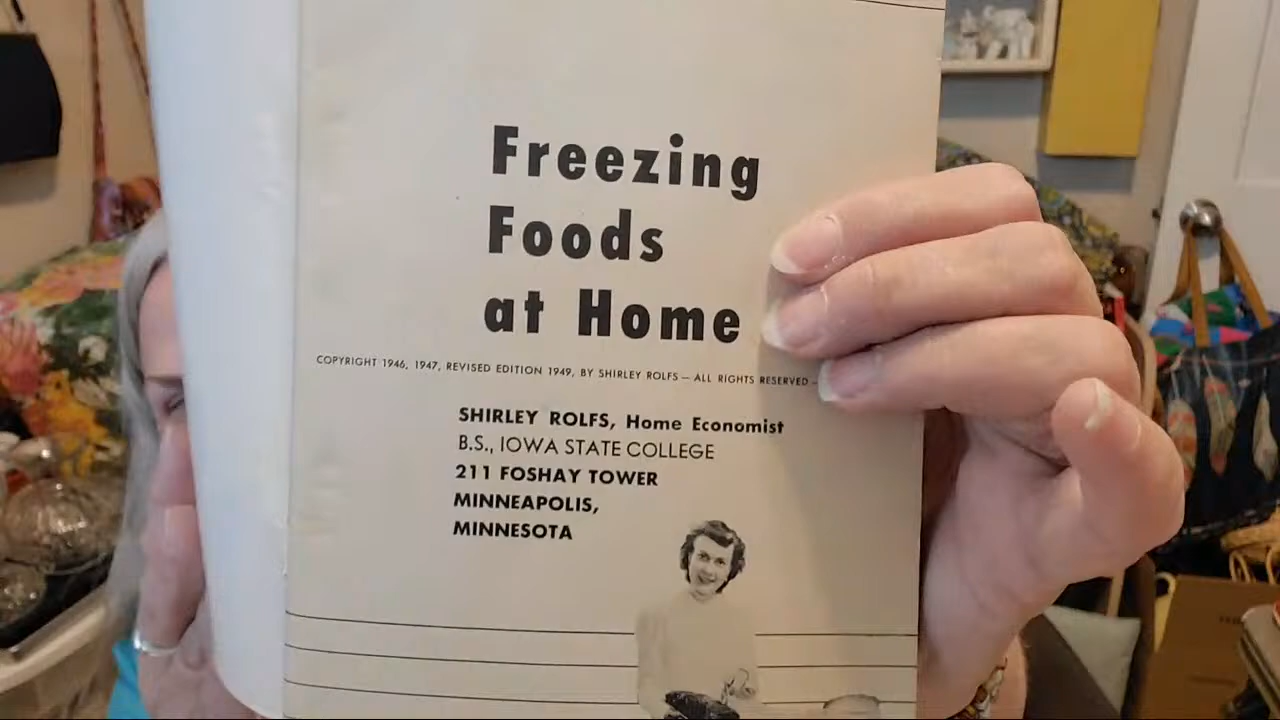 Freezing
Foods
at Home
COPYRIGHT 1946, 1947, REVISED EDITION 1949, BY SHIRLEY ROLFS — ALL RIGHTS RESERVED —
SHIRLEY ROLFS, Home Economist
B.S., IOWA STATE COLLEGE
211 FOSHAY TOWER
MINNEAPOLIS,
MINNESOTA